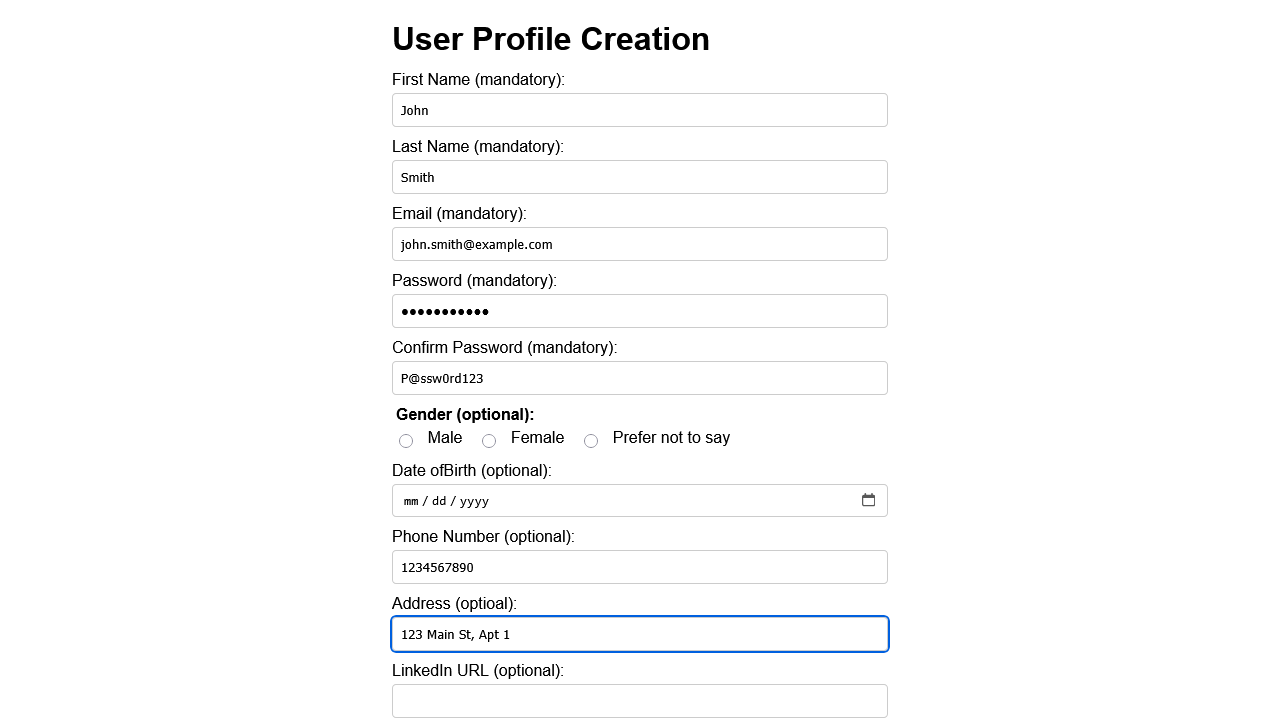 User Profile Creation
First Name (mandatory):
John
Last Name (mandatory):
Smith
Email (mandatory):
john.smith@example.com
Password (mandatory):
●●●●●●●●●●●
Confirm Password (mandatory):
P@ssw0rd123
Gender (optional):
Male Female Prefer not to say
Date ofBirth (optional):
mm / dd / yyyy
Phone Number (optional):
1234567890
Address (optioal):
123 Main St, Apt 1
LinkedIn URL (optional):